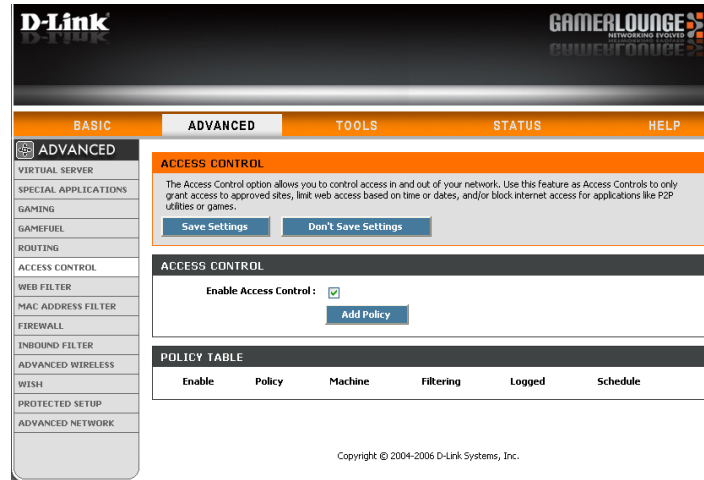 D-Link
GAMERLOUNGE
NETWORKING EVOLVED
BASIC
ADVANCED
TOOLS
STATUS
HELP
ADVANCED
VIRTUAL SERVER
SPECIAL APPLICATIONS
GAMING
GAMEFUEL
ROUTING
ACCESS CONTROL
WEB FILTER
MAC ADDRESS FILTER
FIREWALL
INBOUND FILTER
ADVANCED WIRELESS
WISH
PROTECTED SETUP
ADVANCED NETWORK
ACCESS CONTROL
The Access Control option allows you to control access in and out of your network. Use this feature as Access Controls to only
grant access to approved sites, limit web access based on time or dates, and/or block internet access for applications like P2P
utilities or games.
Save Settings
Don't Save Settings
ACCESS CONTROL
Enable Access Control :
Add Policy
POLICY TABLE
Enable Policy Machine Filtering Logged Schedule
Copyright © 2004-2006 D-Link Systems, Inc.